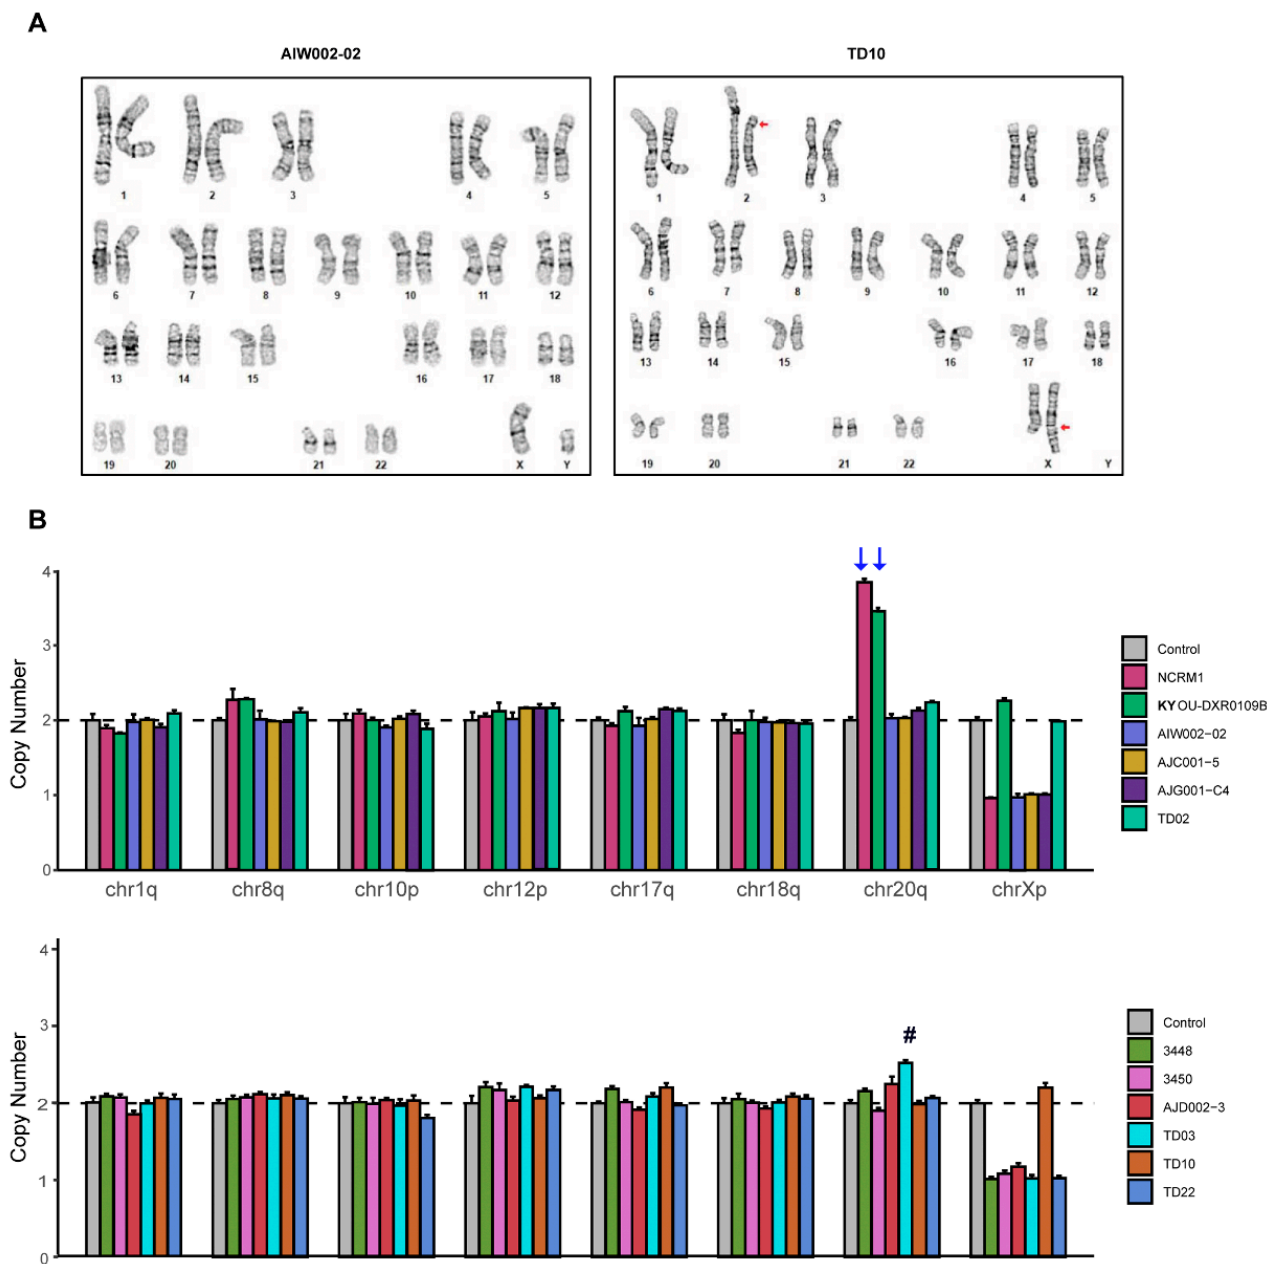 A
AIW002-02
TD10
1 2 3 4 5
6 7 8 9 10 11 12
13 14 15 16 17 18
19 20 21 22 X Y
1 2 3 4 5
6 7 8 9 10 11 12
13 14 15 16 17 18
19 20 21 22 X Y
B
Copy Number
4
3
2
1
0
chr1q chr8q chr10p chr12p chr17q chr18q chr20q chrXp
Control
NCRM1
KYOU-DXR0109B
AIW002-02
AJC001-5
AJG001-C4
TD02
Copy Number
4
3
2
1
0
#
Control
3448
3450
AJD002-3
TD03
TD10
TD22